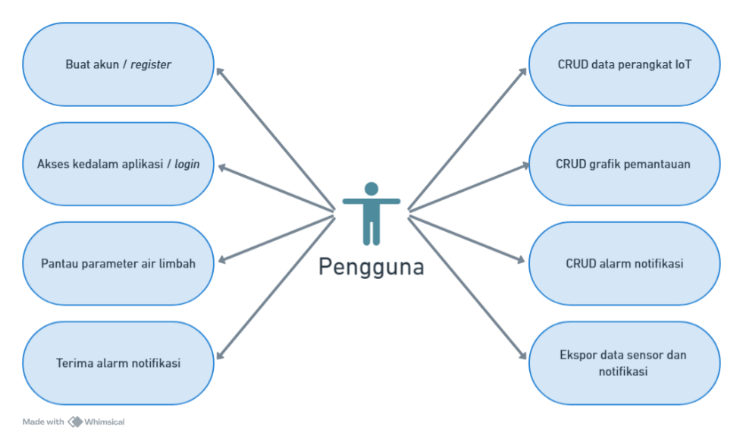 Buat akun / register
Akses kedalam aplikasi / login
Pantau parameter air limbah
Terima alarm notifikasi
Pengguna
CRUD data perangkat IoT
CRUD grafik pemantauan
CRUD alarm notifikasi
Ekspor data sensor dan
notifikasi
Made with Whimsical